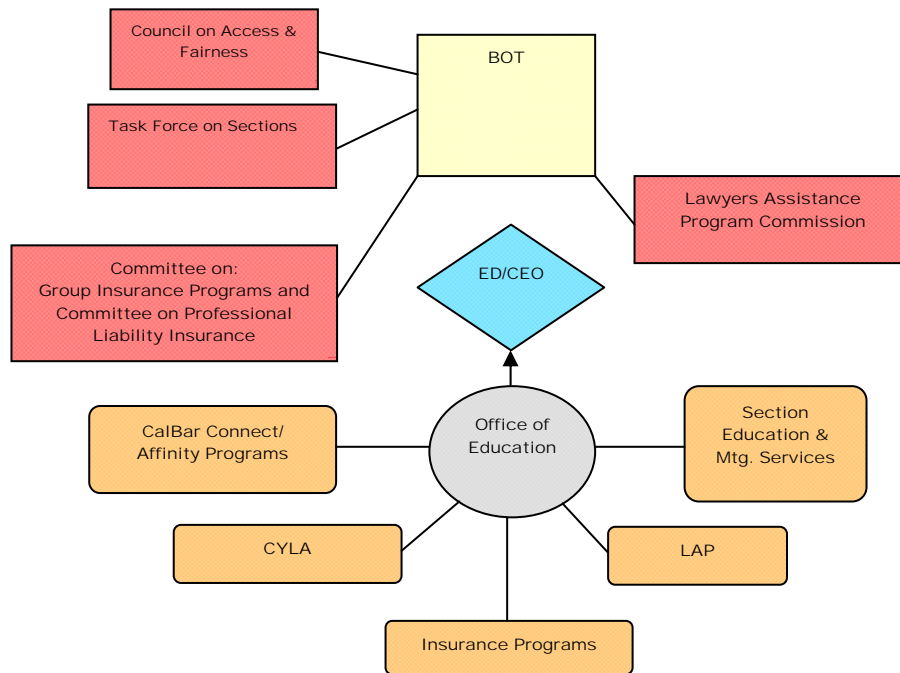 Council on Access &
Fairness
BOT
Task Force on Sections
Lawyers Assistance
Program Commission
Committee on:
Group Insurance Programs and
Committee on Professional
Liability Insurance
ED/CEO
CalBar Connect/
Affinity Programs
Office of
Education
Section
Education &
Mtg. Services
CYLA
LAP
Insurance Programs